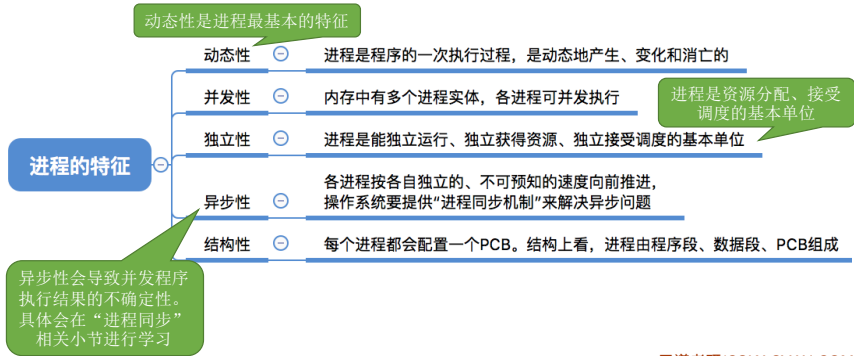 动态性是进程最基本的特征
动态性
进程是程序的一次执行过程，是动态地产生、变化和消亡的
并发性
内存中有多个进程实体，各进程可并发执行
进程是资源分配、接受
调度的基本单位
独立性
进程是能独立运行、独立获得资源、独立接受调度的基本单位
进程的特征
异步性
各进程按各自独立的、不可预知的速度向前推进，
操作系统要提供“进程同步机制”来解决异步问题
结构性
每个进程都会配置一个PCB。结构上看，进程由程序段、数据段、PCB组成
异步性会导致并发程序
执行结果的不确定性。
具体会在“进程同步”
相关小节进行学习